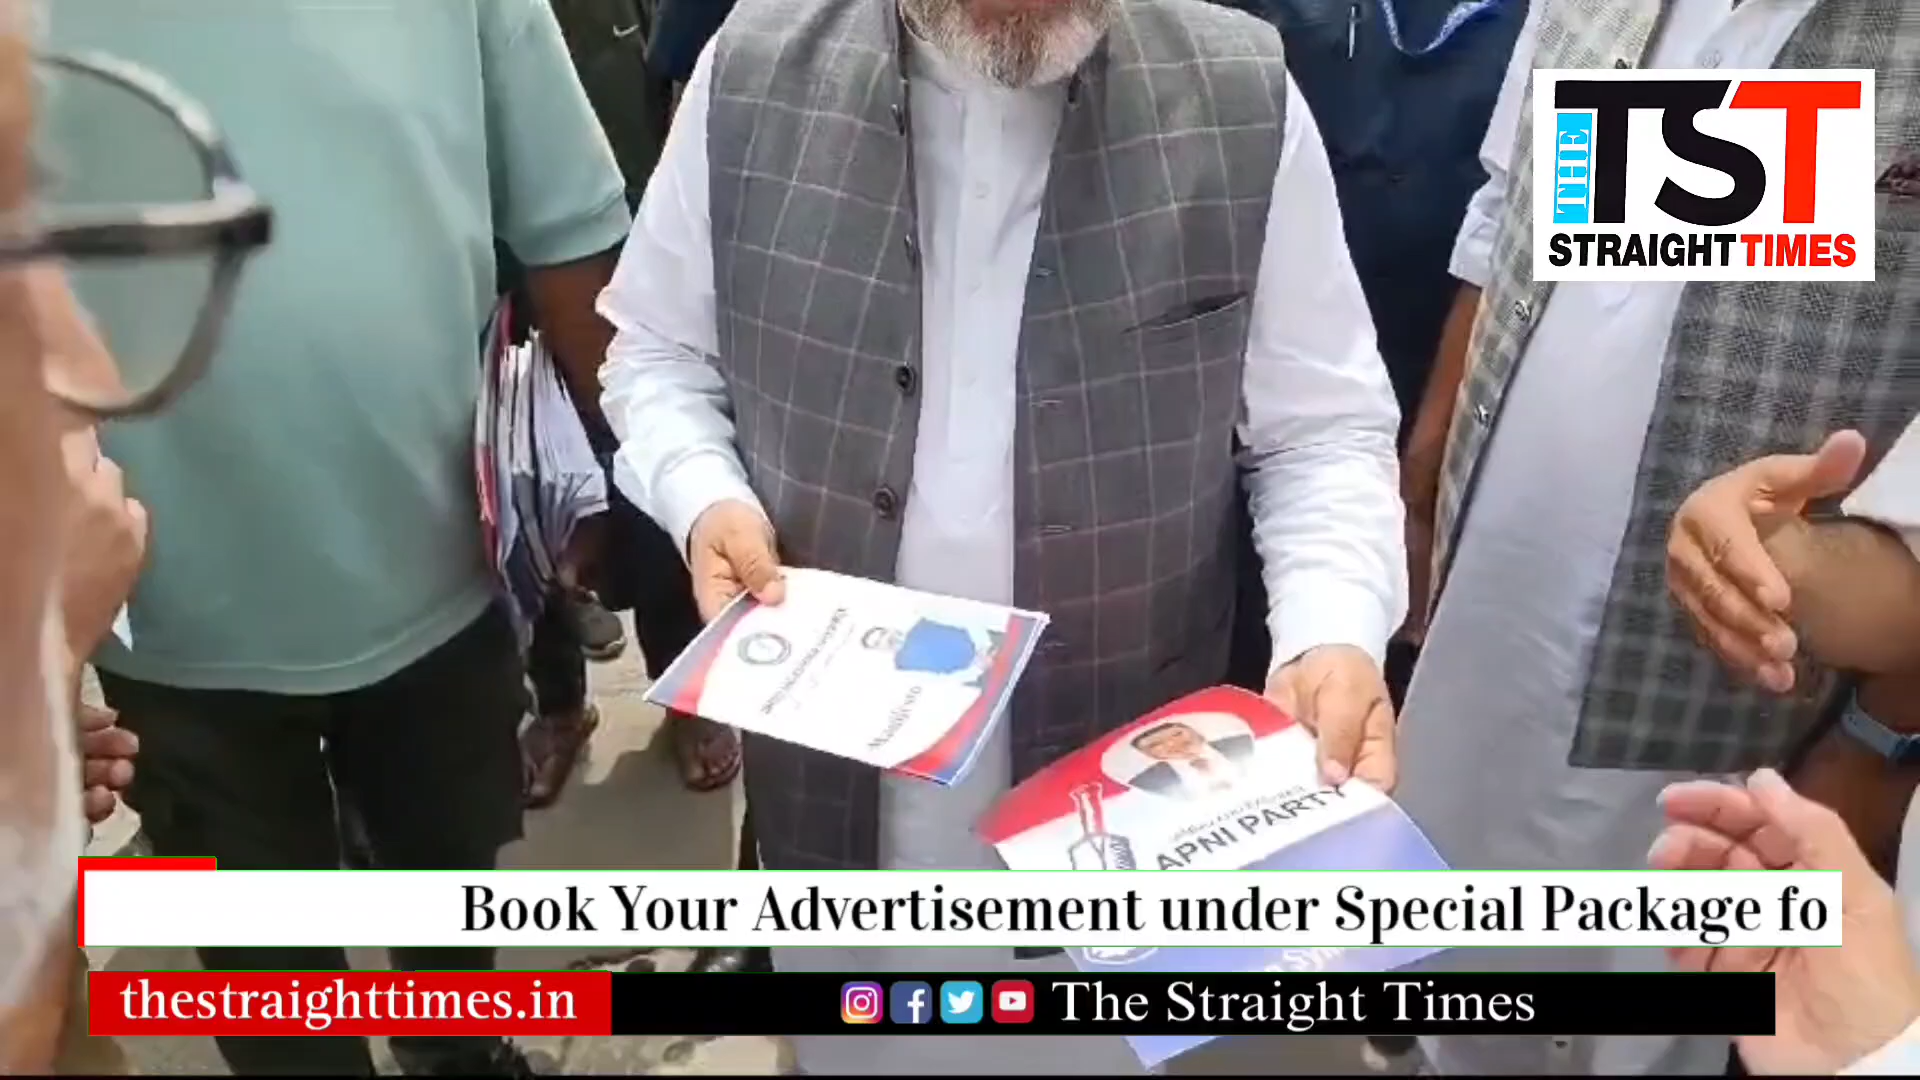 THE
TST
STRAIGHT TIMES
Manifesto
APNI PARTY
Book Your Advertisement under Special Package fo
thestraighttimes.in
The Straight Times